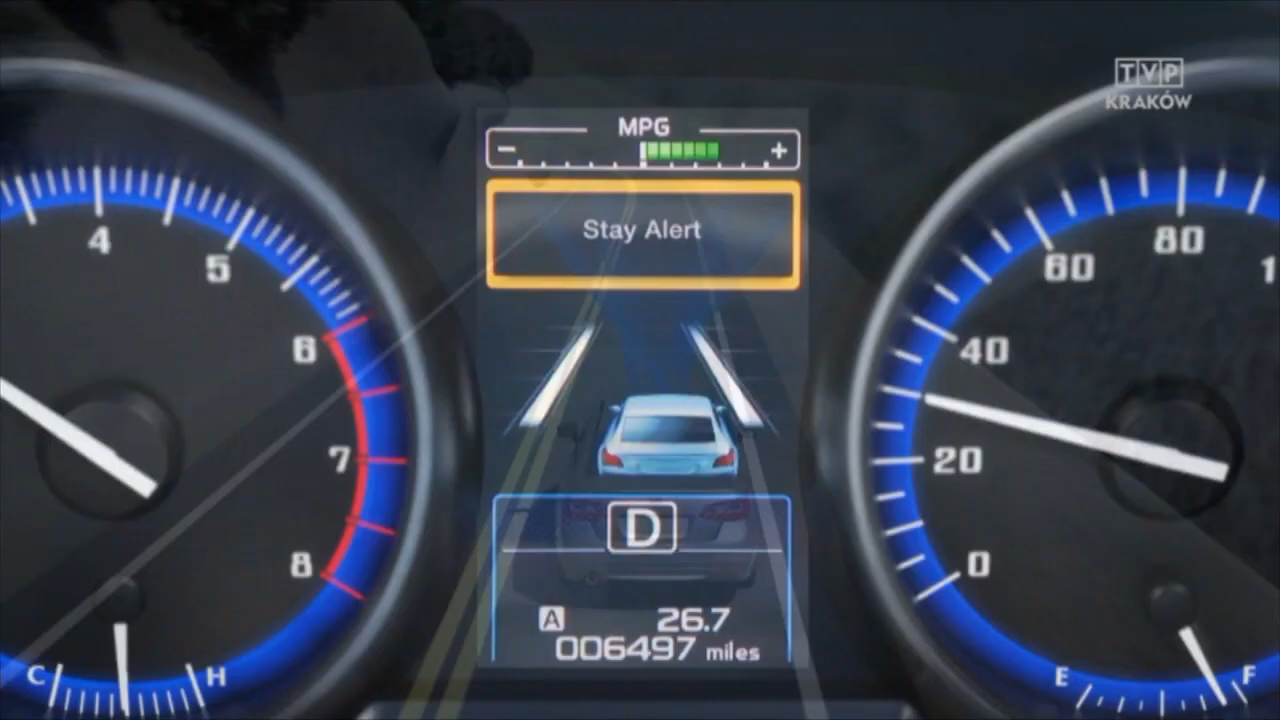 TVP
KRAKÓW
MPG
− +
Stay Alert
4
5
6
7
8
C H
60
80
1
40
20
0
E F
D
A 26.7
006497 miles